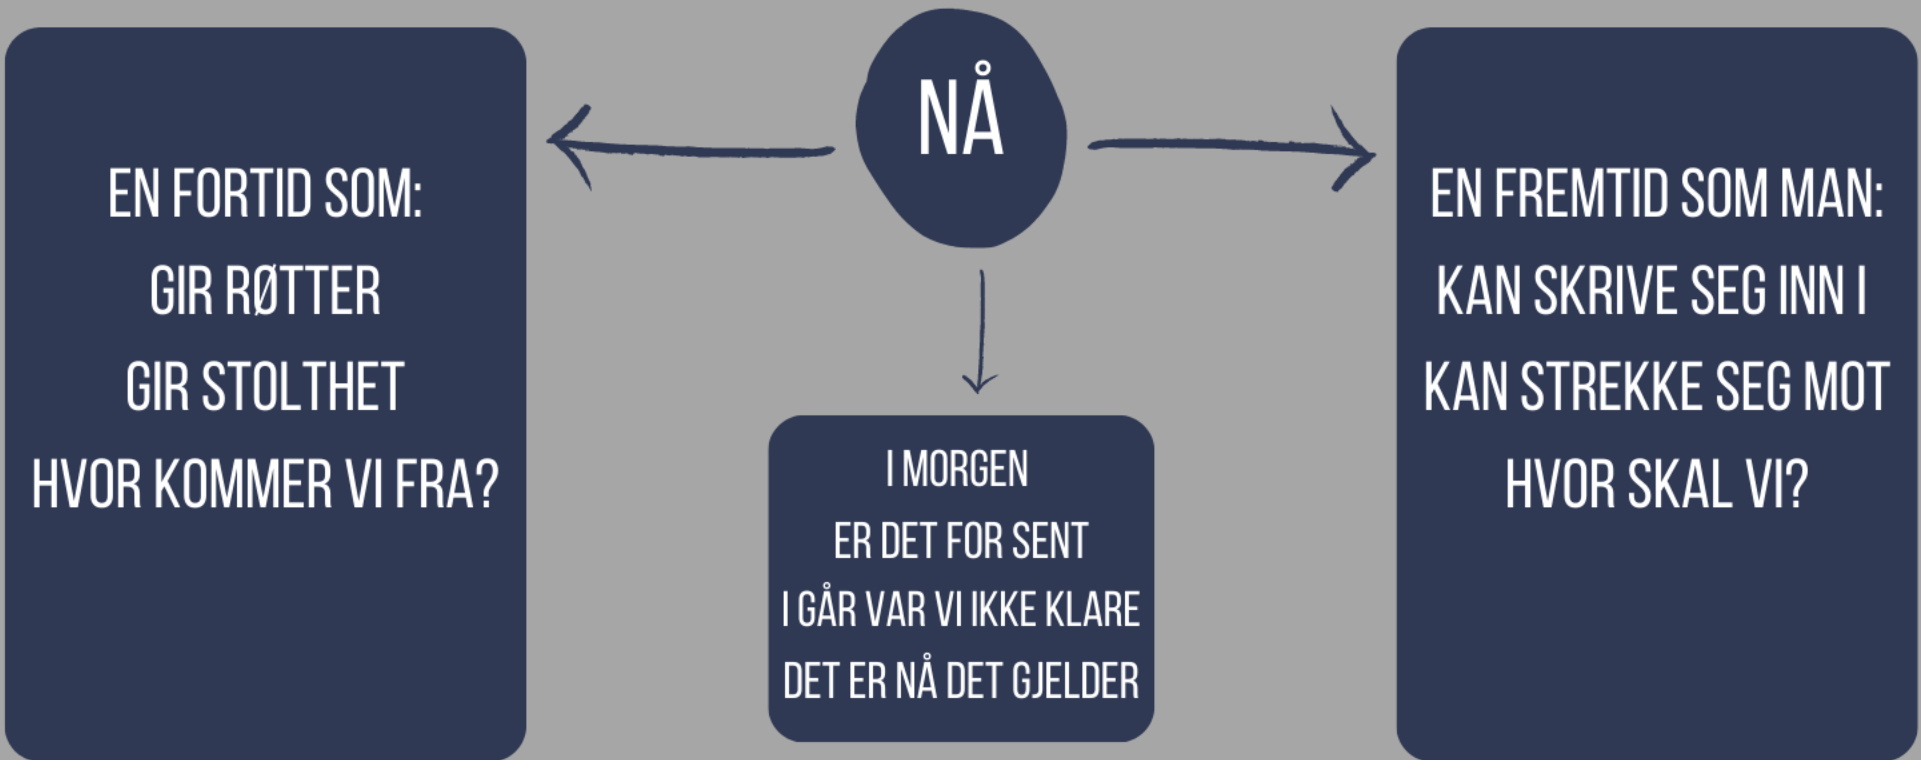 NÅ
EN FORTID SOM:
GIR RØTTER
GIR STOLTHET
HVOR KOMMER VI FRA?
I MORGEN
ER DET FOR SENT
I GÅR VAR VI IKKE KLARE
DET ER NÅ DET GJELDER
EN FREMTID SOM MAN:
KAN SKRIVE SEG INN I
KAN STREKKE SEG MOT
HVOR SKAL VI?